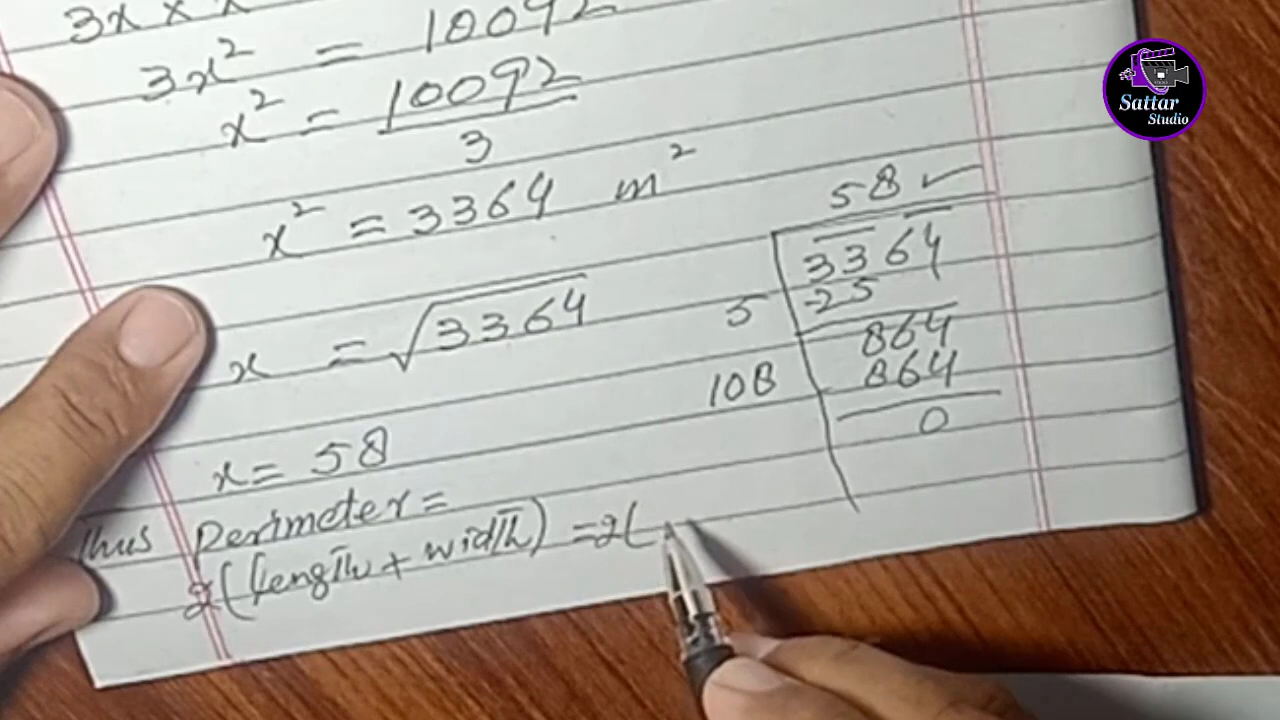 3x × x
3x² = 10092
x² = 10092/3
x² = 3364 m²
x = √3364
x = 58
Thus Perimeter =
2(length + width) = 2(
58 ✓
5 3364
25
864
108 864
0
Sattar
Studio